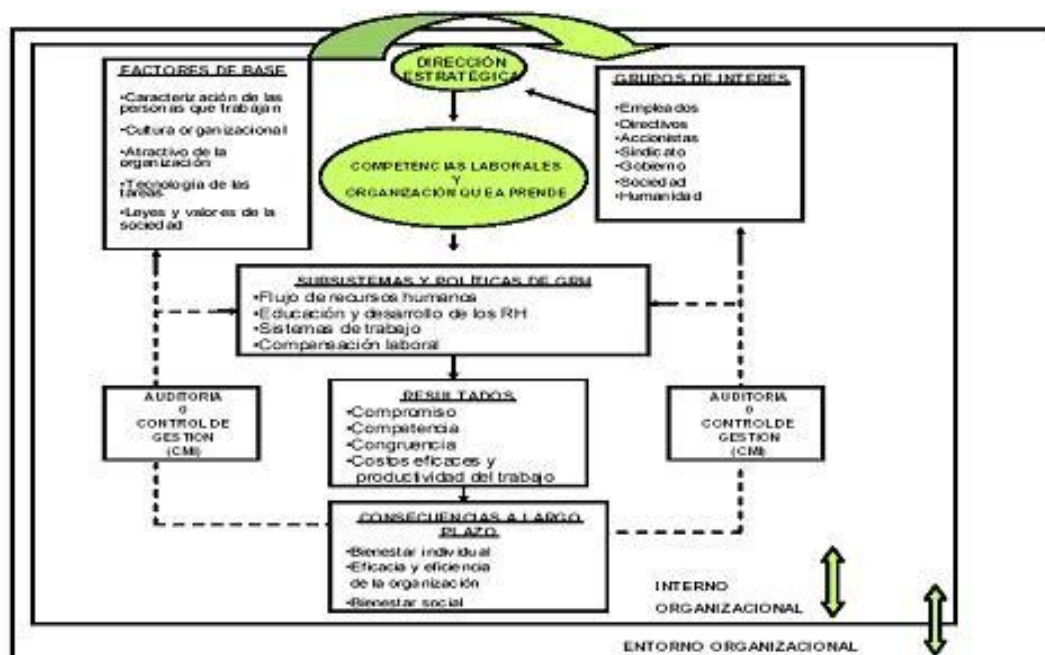 FACTORES DE BASE
•Caracterización de las
personas que trabajan
•Cultura organizacional
•Atractivo de la
organización
•Tecnología de las
tareas
•Leyes y valores de la
sociedad
DIRECCIÓN
ESTRATÉGICA
GRUPOS DE INTERES
•Empleados
•Directivos
•Accionistas
•Sindicato
•Gobierno
•Sociedad
•Humanidad
COMPETENCIAS LABORALES
Y
ORGANIZACIÓN QUE APRENDE
SUBSISTEMAS Y POLÍTICAS DE GRH
•Flujo de recursos humanos
•Educación y desarrollo de los RH
•Sistemas de trabajo
•Compensación laboral
AUDITORIA
O
CONTROL DE
GESTIÓN
(CMI)
RESULTADOS
•Compromiso
•Competencia
•Congruencia
•Costos eficaces y
productividad del trabajo
AUDITORIA
O
CONTROL DE
GESTIÓN
(CMI)
CONSECUENCIAS A LARGO
PLAZO
•Bienestar individual
•Eficacia y eficiencia
de la organización
•Bienestar social
INTERNO
ORGANIZACIONAL
ENTORNO ORGANIZACIONAL